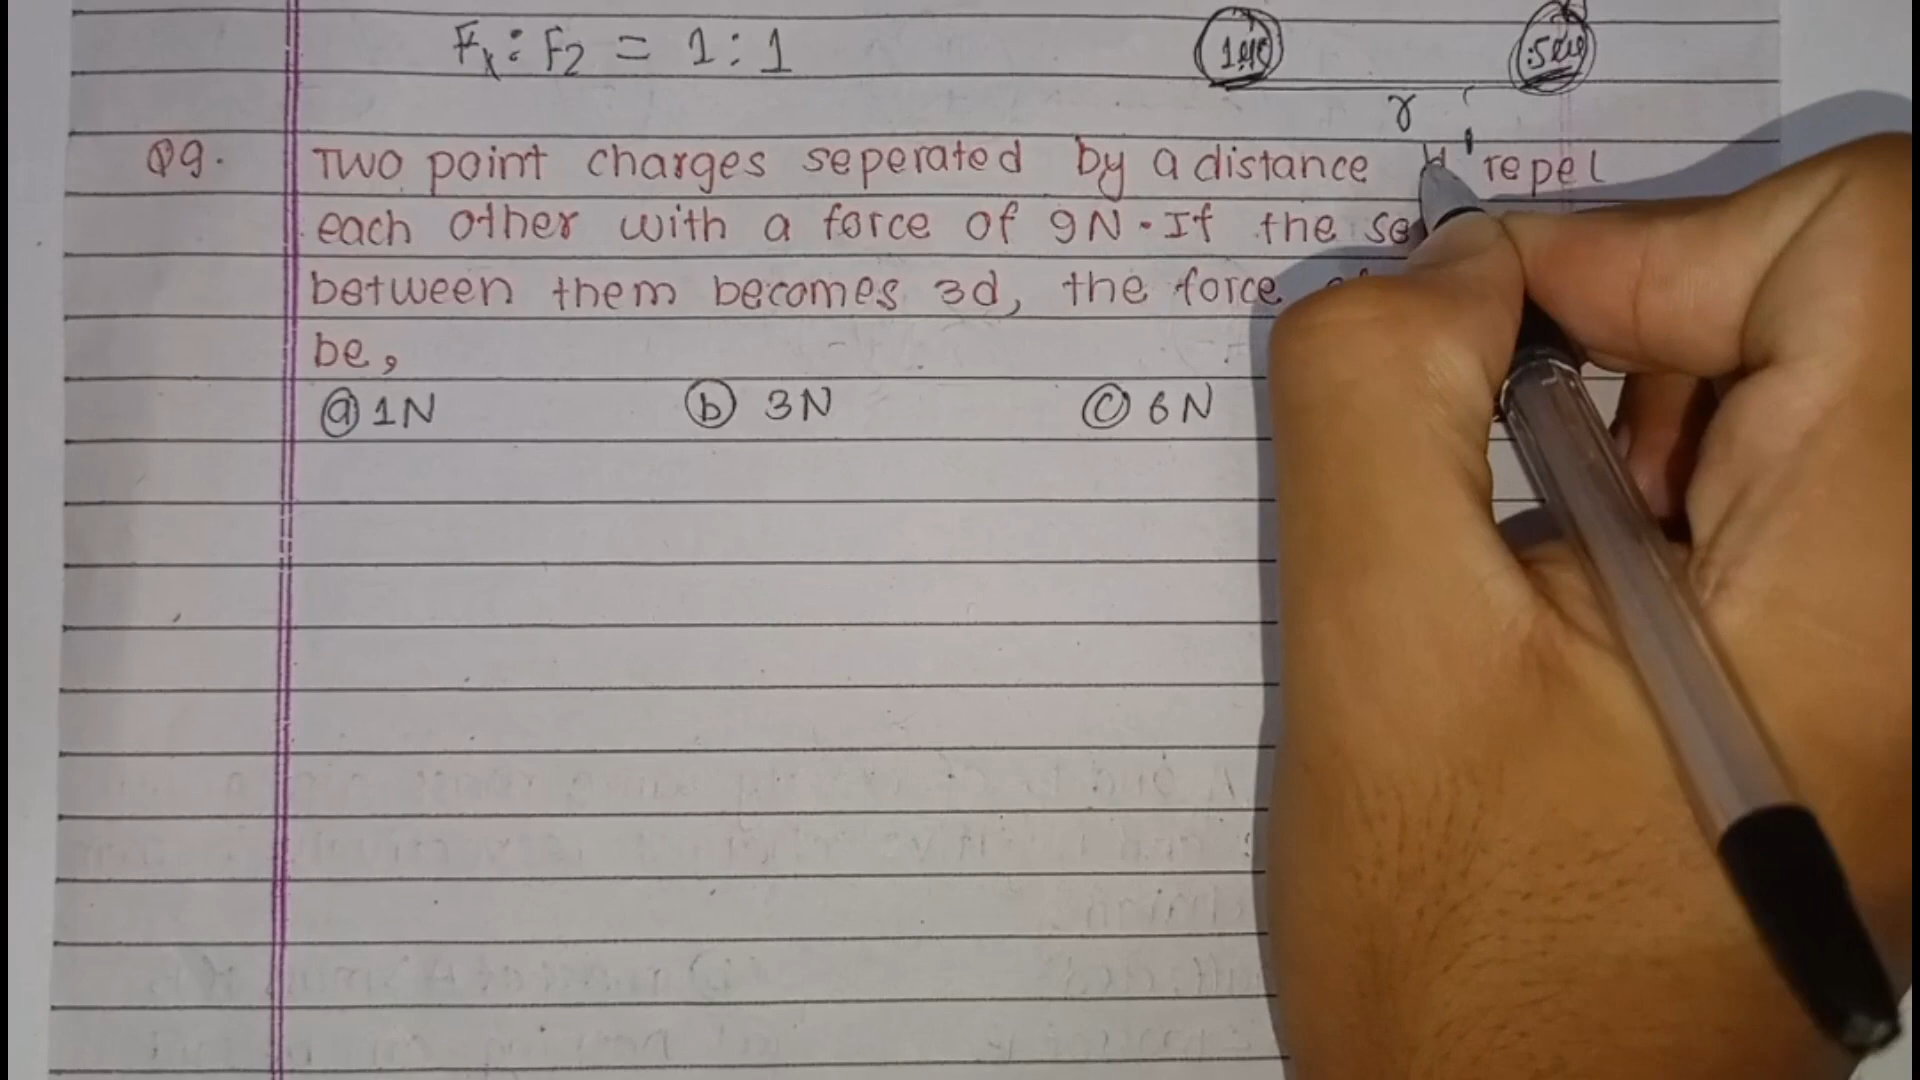 F₁ : F₂ = 1 : 1
r
Q9. Two point charges seperated by a distance 'd' repel
each other with a force of 9N. If the
between them becomes 3d, the force
be,
ⓐ 1N ⓑ 3N ⓒ 6N